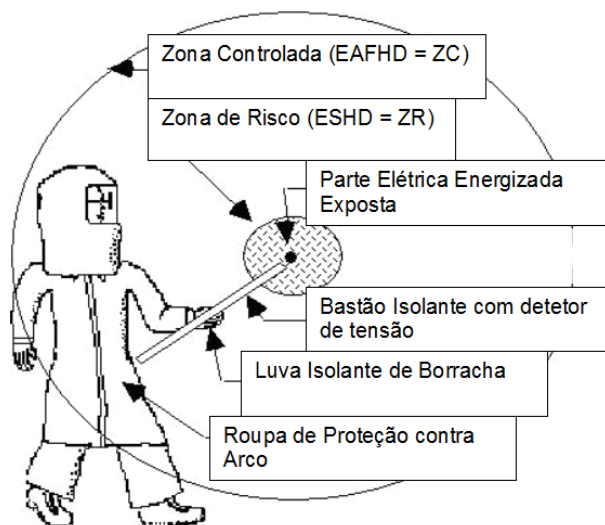 Zona Controlada (EAFHD = ZC)
Zona de Risco (ESHD = ZR)
Parte Elétrica Energizada
Exposta
Bastão Isolante com detetor
de tensão
Luva Isolante de Borracha
Roupa de Proteção contra
Arco